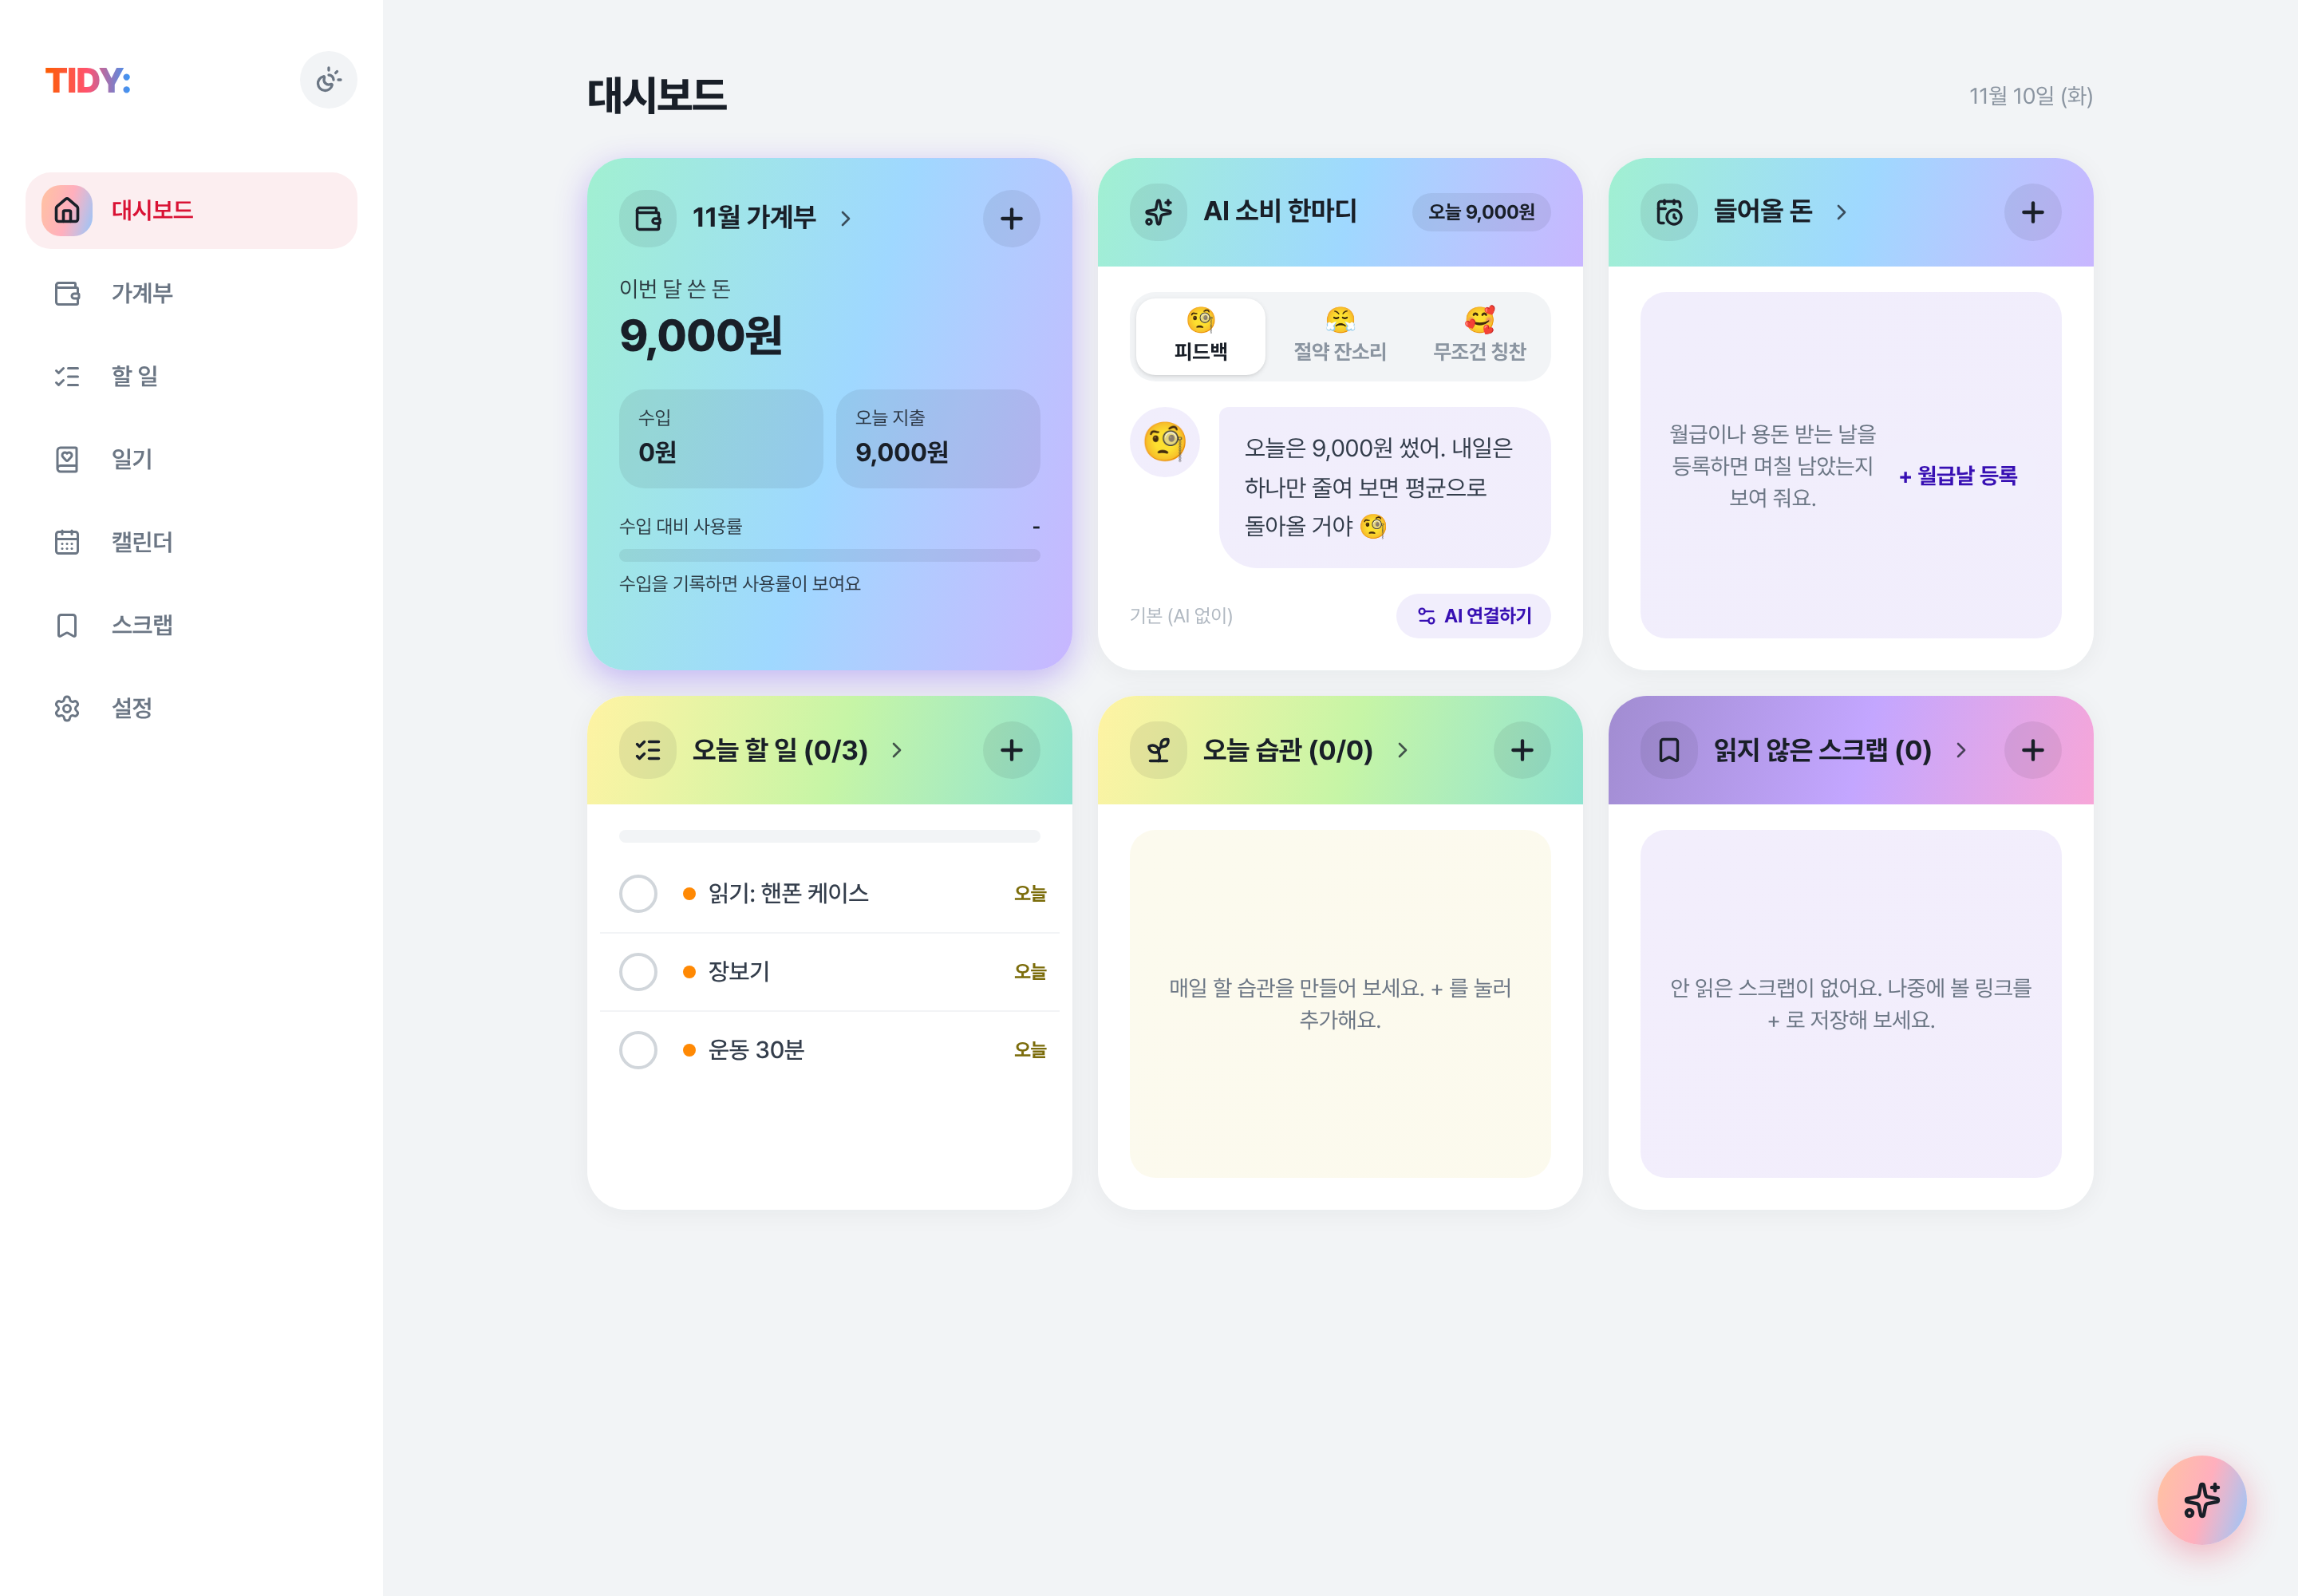 TIDY:
대시보드
가계부
할 일
일기
캘린더
스크랩
설정
대시보드
11월 10일 (화)
11월 가계부
이번 달 쓴 돈
9,000원
수입
0원
오늘 지출
9,000원
수입 대비 사용률
-
수입을 기록하면 사용률이 보여요
AI 소비 한마디
오늘 9,000원
피드백
절약 잔소리
무조건 칭찬
오늘은 9,000원 썼어. 내일은
하나만 줄여 보면 평균으로
돌아올 거야 🧐
기본 (AI 없이)
AI 연결하기
들어올 돈
월급이나 용돈 받는 날을
등록하면 며칠 남았는지
보여 줘요.
+ 월급날 등록
오늘 할 일 (0/3)
읽기: 핸폰 케이스
오늘
장보기
오늘
운동 30분
오늘
오늘 습관 (0/0)
매일 할 습관을 만들어 보세요. + 를 눌러
추가해요.
읽지 않은 스크랩 (0)
안 읽은 스크랩이 없어요. 나중에 볼 링크를
+ 로 저장해 보세요.